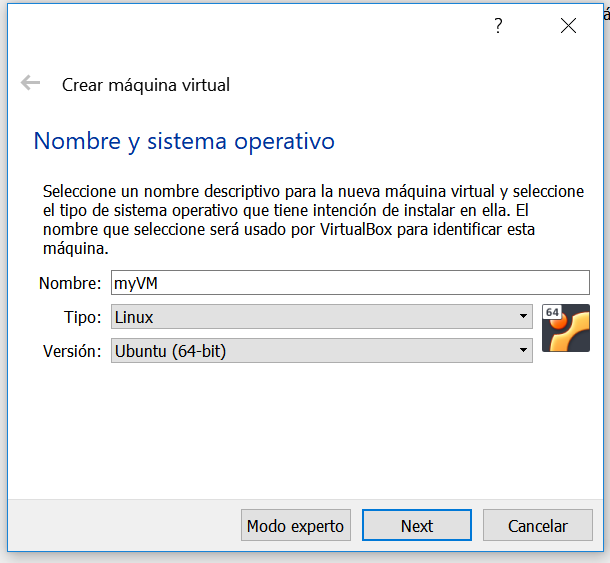 ?
Crear máquina virtual
Nombre y sistema operativo
Seleccione un nombre descriptivo para la nueva máquina virtual y seleccione
el tipo de sistema operativo que tiene intención de instalar en ella. El
nombre que seleccione será usado por VirtualBox para identificar esta
máquina.
Nombre: myVM
Tipo: Linux
64
Versión: Ubuntu (64-bit)
Modo experto Next Cancelar